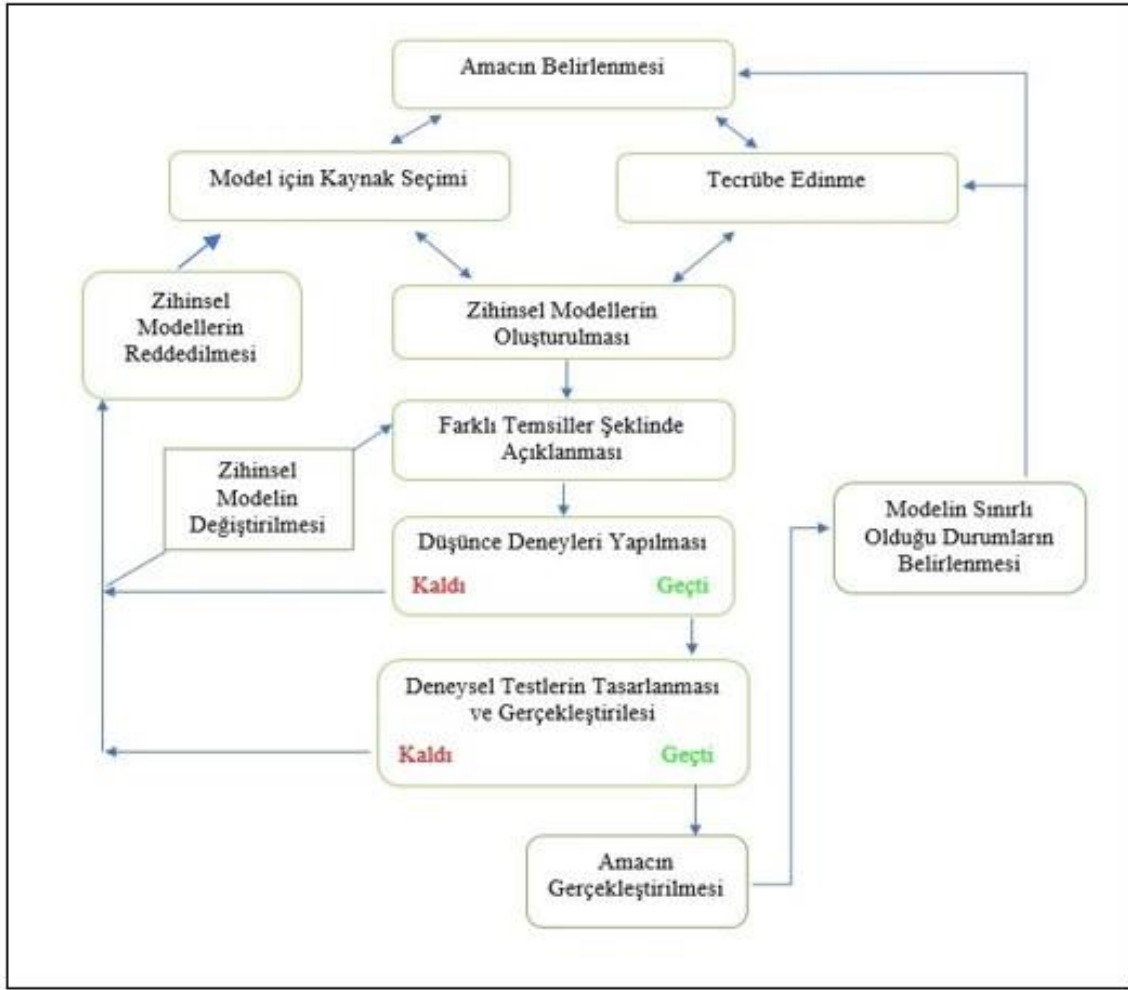 Amacın Belirlenmesi
Model için Kaynak Seçimi
Tecrübe Edinme
Zihinsel
Modellerin
Reddedilmesi
Zihinsel Modellerin
Oluşturulması
Farklı Temsiller Şeklinde
Açıklanması
Zihinsel
Modelin
Değiştirilmesi
Düşünce Deneyleri Yapılması
Kaldı Geçti
Modelin Sınırlı
Olduğu Durumların
Belirlenmesi
Deneysel Testlerin Tasarlanması
ve Gerçekleştirilesi
Kaldı Geçti
Amacın
Gerçekleştirilmesi